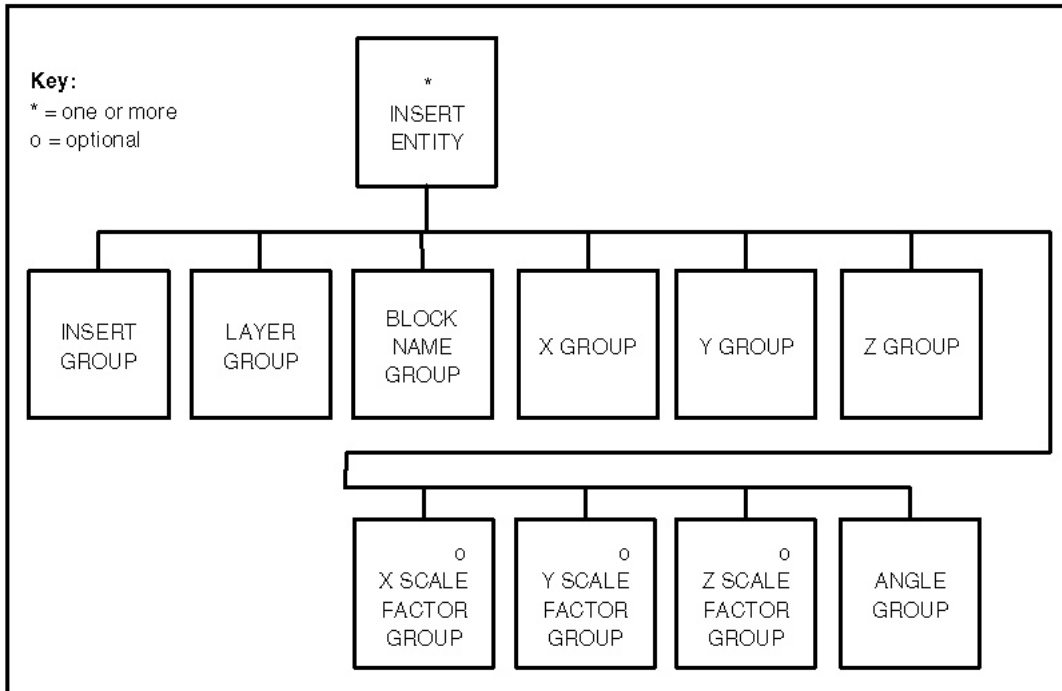 Key:
* = one or more
o = optional
*
INSERT
ENTITY
INSERT
GROUP
LAYER
GROUP
BLOCK
NAME
GROUP
X GROUP
Y GROUP
Z GROUP
o
X SCALE
FACTOR
GROUP
o
Y SCALE
FACTOR
GROUP
o
Z SCALE
FACTOR
GROUP
ANGLE
GROUP